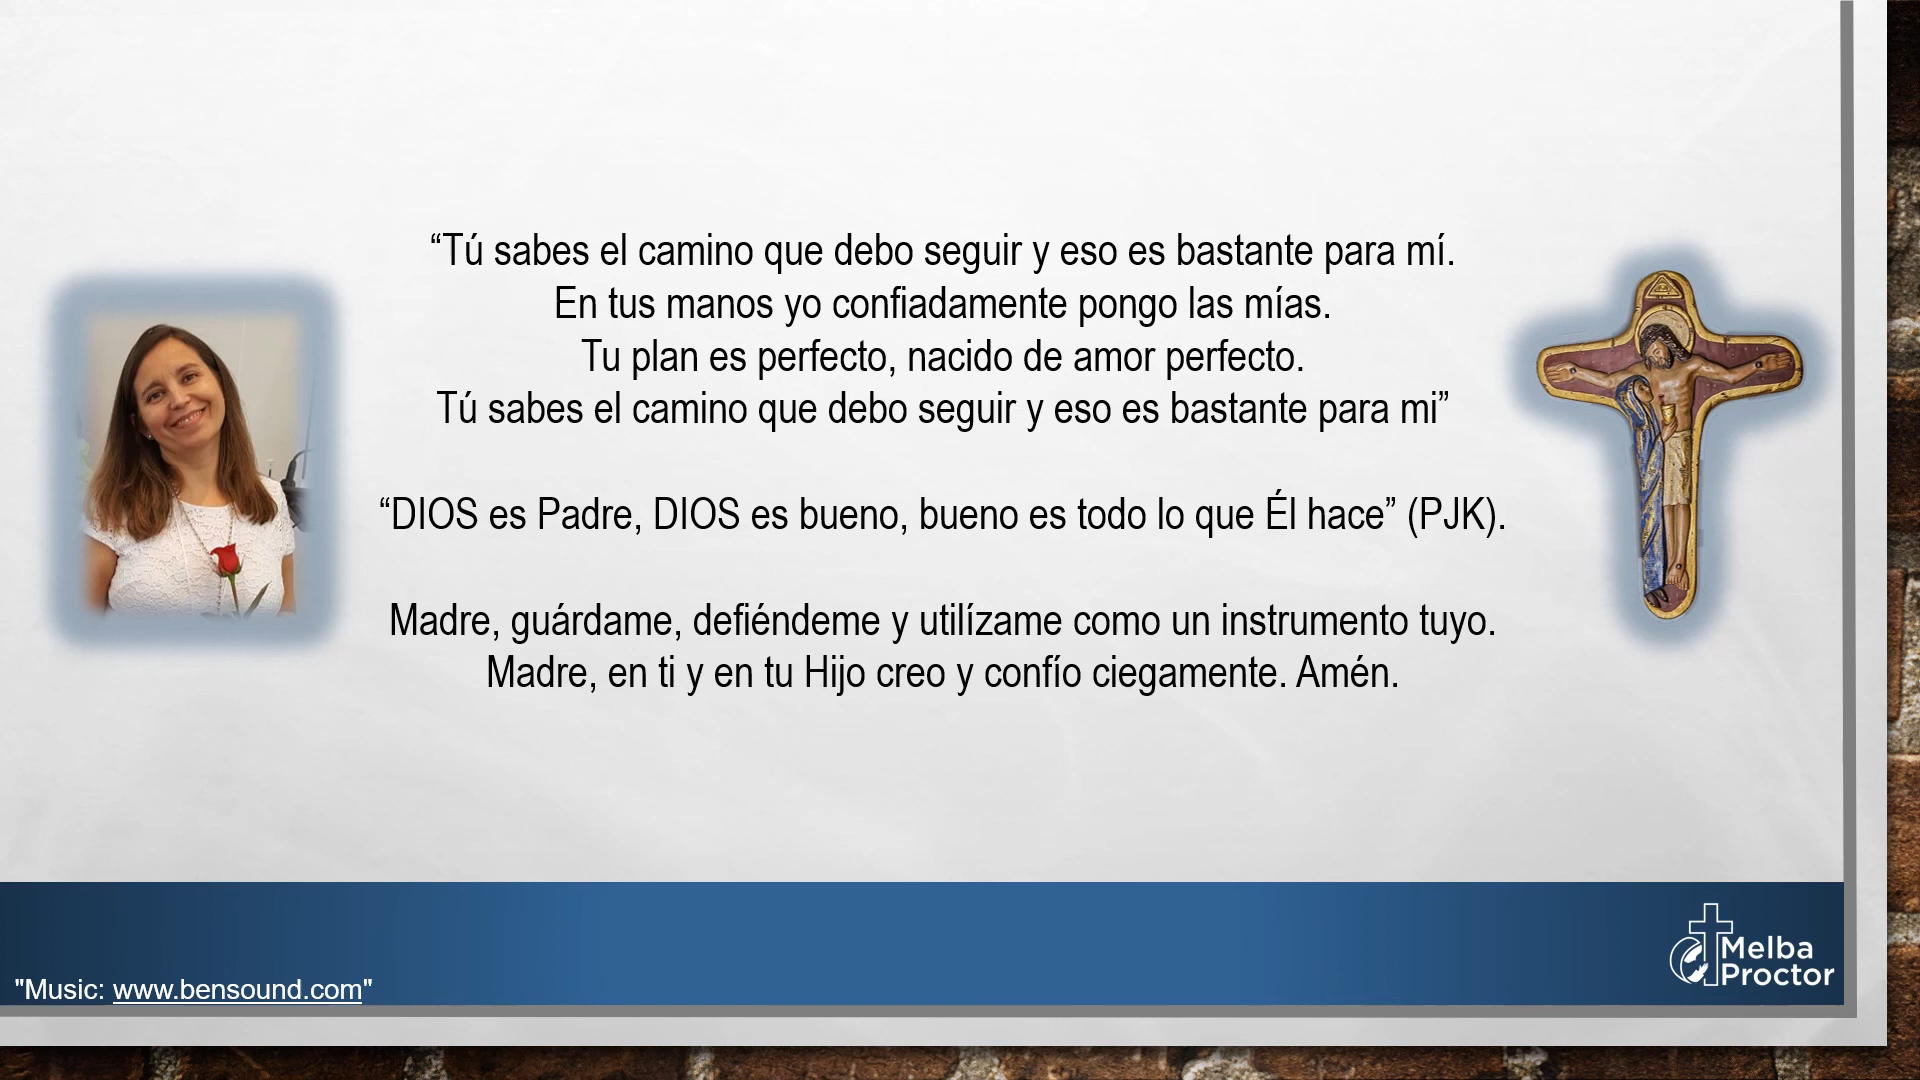 “Tú sabes el camino que debo seguir y eso es bastante para mí.
En tus manos yo confiadamente pongo las mías.
Tu plan es perfecto, nacido de amor perfecto.
Tú sabes el camino que debo seguir y eso es bastante para mi”
“DIOS es Padre, DIOS es bueno, bueno es todo lo que Él hace” (PJK).
Madre, guárdame, defiéndeme y utilízame como un instrumento tuyo.
Madre, en ti y en tu Hijo creo y confío ciegamente. Amén.
"Music: www.bensound.com"
Melba
Proctor